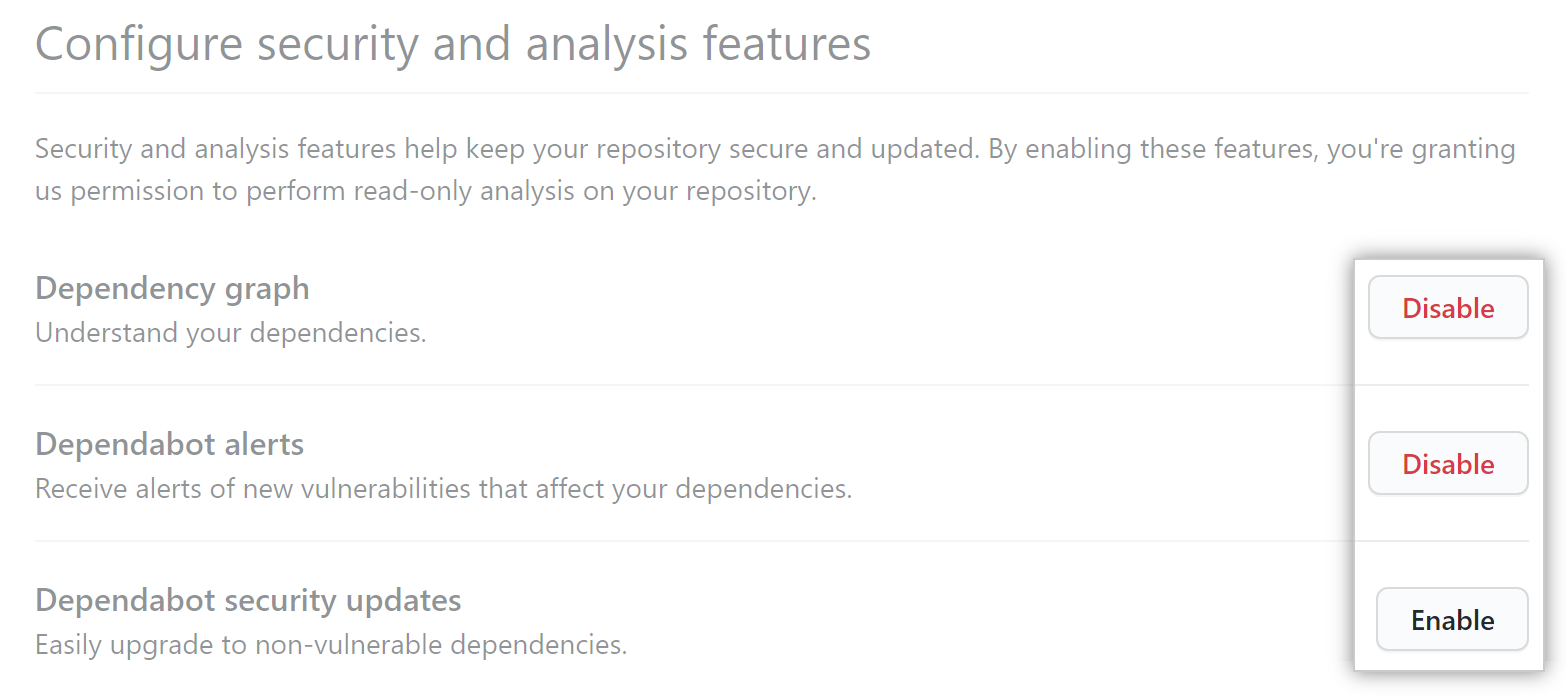 Configure security and analysis features
Security and analysis features help keep your repository secure and updated. By enabling these features, you're granting
us permission to perform read-only analysis on your repository.
Dependency graph
Disable
Understand your dependencies.
Dependabot alerts
Disable
Receive alerts of new vulnerabilities that affect your dependencies.
Dependabot security updates
Enable
Easily upgrade to non-vulnerable dependencies.